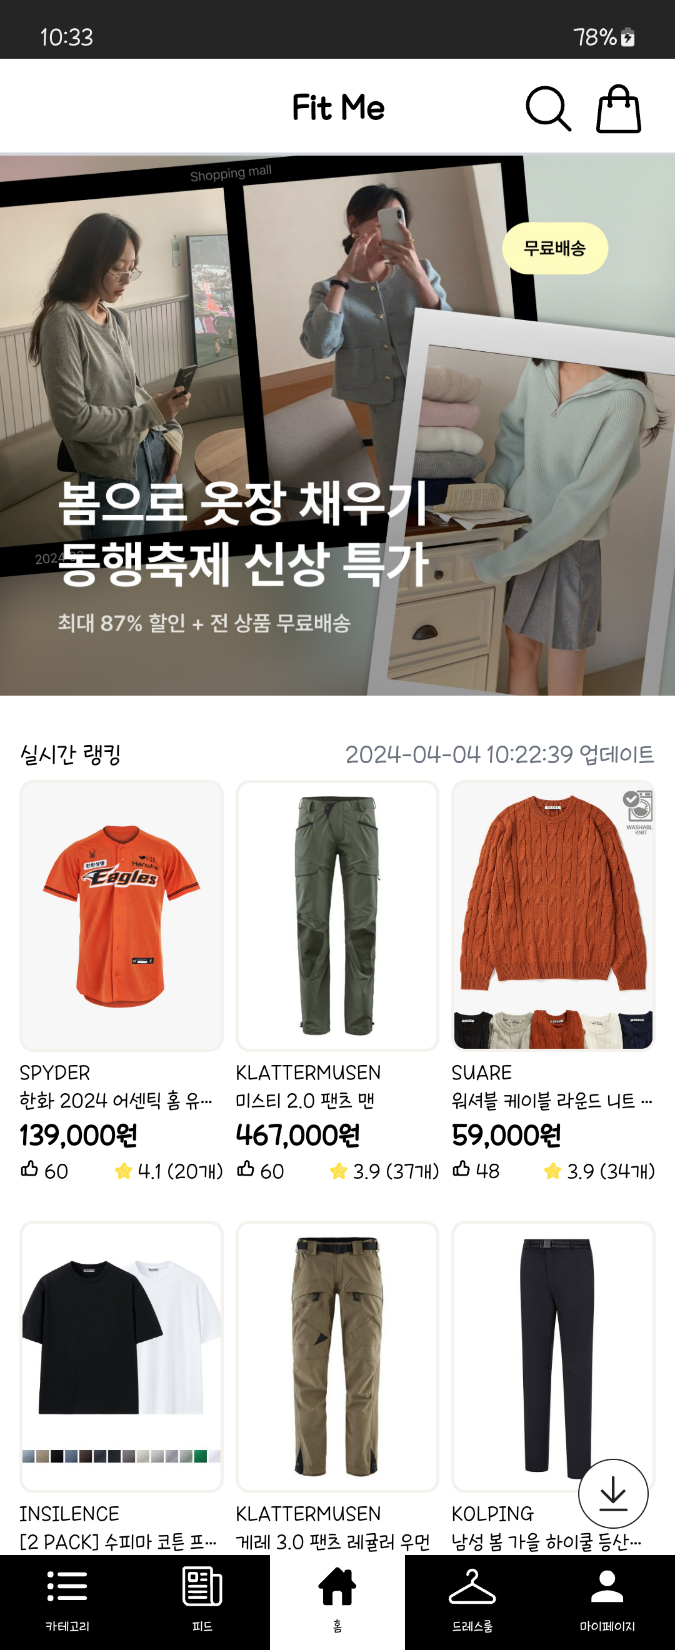 10:33
78%
Fit Me
Shopping mall
무료배송
봄으로 옷장 채우기
동행축제 신상 특가
최대 87% 할인 + 전 상품 무료배송
실시간 랭킹
2024-04-04 10:22:39 업데이트
한화생명
Hanwha
Eagles
WASHABL
KNIT
SPYDER
한화 2024 어센틱 홈 유...
139,000원
60
4.1 (20개)
KLATTERMUSEN
미스티 2.0 팬츠 맨
467,000원
60
3.9 (37개)
SUARE
워셔블 케이블 라운드 니트 ...
59,000원
48
3.9 (34개)
INSILENCE
[2 PACK] 수피마 코튼 프...
KLATTERMUSEN
게레 3.0 팬츠 레귤러 우먼
KOLPING
남성 봄 가을 하이쿨 등산...
카테고리
피드
홈
드레스룸
마이페이지